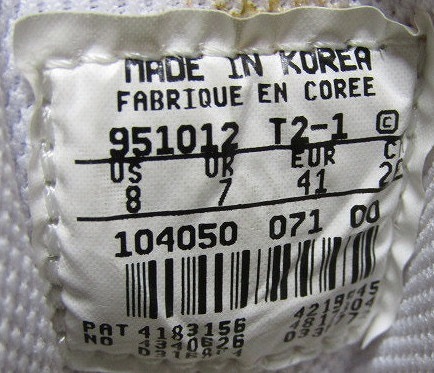 MADE IN KOREA
FABRIQUE EN COREE
951012 T2-1 ©
US UK EUR C
8 7 41
104050 071 00
PAT 4183156
NO 4340626